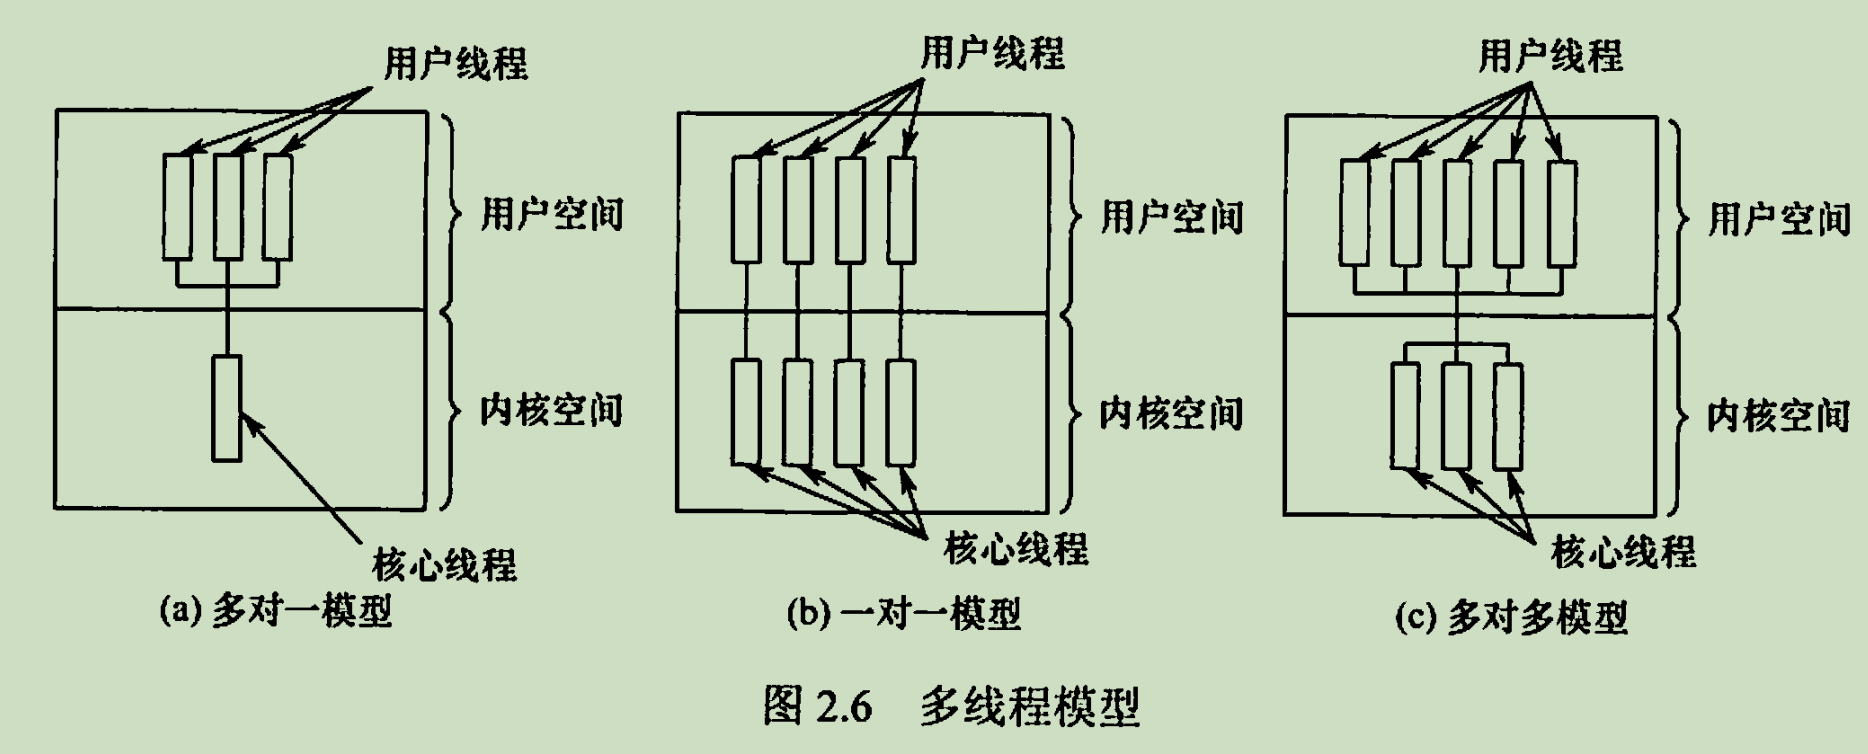 用户线程
用户空间
内核空间
核心线程
(a) 多对一模型
用户线程
用户空间
内核空间
核心线程
(b) 一对一模型
用户线程
用户空间
内核空间
核心线程
(c) 多对多模型
图 2.6 多线程模型